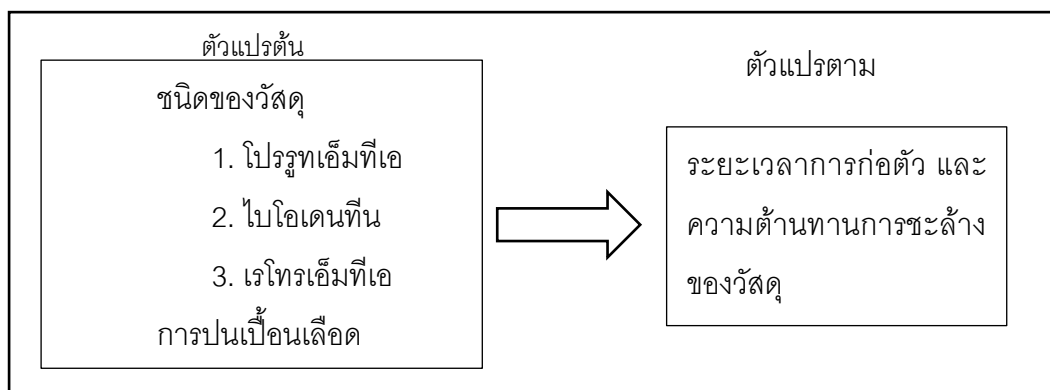 ตัวแปรต้น
ชนิดของวัสดุ
1. โปรรูทเอ็มทีเอ
2. ไบโอเดนทีน
3. เรโทรเอ็มทีเอ
การปนเปื้อนเลือด
ตัวแปรตาม
ระยะเวลาการก่อตัว และ
ความต้านทานการชะล้าง
ของวัสดุ